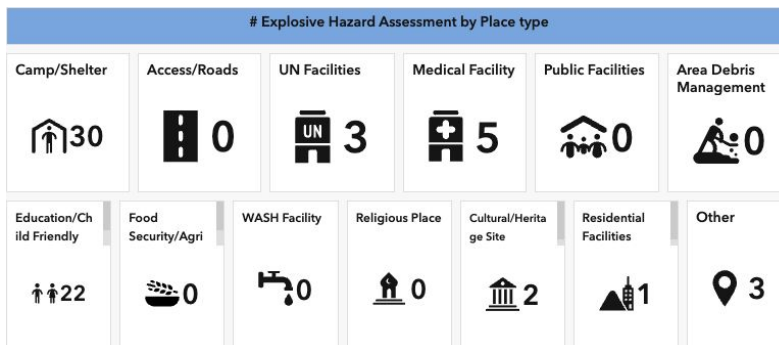 # Explosive Hazard Assessment by Place type
Camp/Shelter
30
Access/Roads
0
UN Facilities
UN
3
Medical Facility
5
Public Facilities
0
Area Debris
Management
0
Education/Ch
ild Friendly
22
Food
Security/Agri
0
WASH Facility
0
Religious Place
0
Cultural/Herita
ge Site
2
Residential
Facilities
1
Other
3